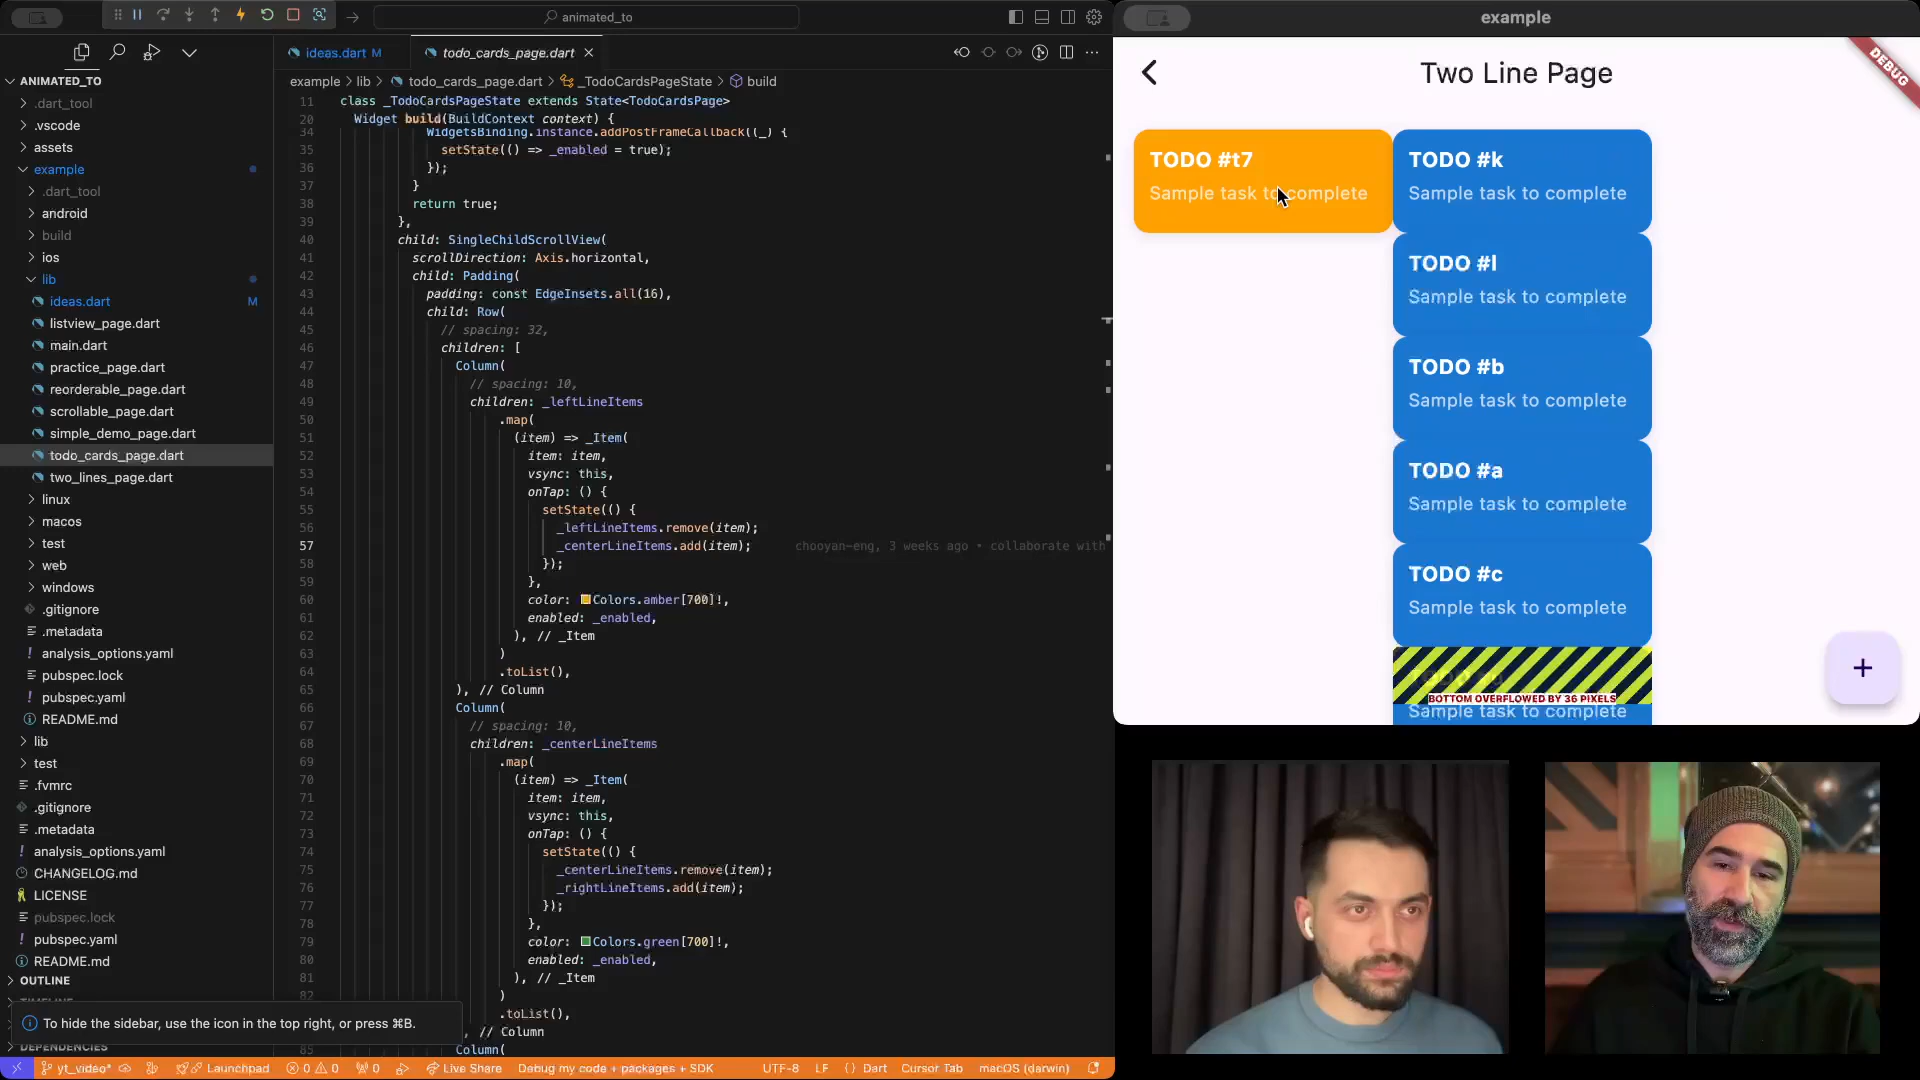 animated_to
example
ideas.dart M
todo_cards_page.dart
ANIMATED_TO
.dart_tool
.vscode
assets
example
.dart_tool
android
build
ios
lib
ideas.dart M
listview_page.dart
main.dart
practice_page.dart
reorderable_page.dart
scrollable_page.dart
simple_demo_page.dart
todo_cards_page.dart
two_lines_page.dart
linux
macos
test
web
windows
.gitignore
.metadata
analysis_options.yaml
pubspec.lock
pubspec.yaml
README.md
lib
test
.fvmrc
.gitignore
.metadata
analysis_options.yaml
CHANGELOG.md
LICENSE
pubspec.lock
pubspec.yaml
README.md
OUTLINE
TIMELINE
DEPENDENCIES
To hide the sidebar, use the icon in the top right, or press ⌘B.
example > lib > todo_cards_page.dart > _TodoCardsPageState > build
11 class _TodoCardsPageState extends State<TodoCardsPage>
20 Widget build(BuildContext context) {
34 WidgetsBinding.instance.addPostFrameCallback((_) {
35 setState(() => _enabled = true);
36 });
37 }
38 return true;
39 },
40 child: SingleChildScrollView(
41 scrollDirection: Axis.horizontal,
42 child: Padding(
43 padding: const EdgeInsets.all(16),
44 child: Row(
45 // spacing: 32,
46 children: [
47 Column(
48 // spacing: 10,
49 children: _leftLineItems
50 .map(
51 (item) => _Item(
52 item: item,
53 vsync: this,
54 onTap: () {
55 setState(() {
56 _leftLineItems.remove(item);
57 _centerLineItems.add(item); chooyan-eng, 3 weeks ago • collaborate with
58 });
59 },
60 color: Colors.amber[700]!,
61 enabled: _enabled,
62 ), // _Item
63 )
64 .toList(),
65 ), // Column
66 Column(
67 // spacing: 10,
68 children: _centerLineItems
69 .map(
70 (item) => _Item(
71 item: item,
72 vsync: this,
73 onTap: () {
74 setState(() {
75 _centerLineItems.remove(item);
76 _rightLineItems.add(item);
77 });
78 },
79 color: Colors.green[700]!,
80 enabled: _enabled,
81 ), // _Item
82 )
.toList(),
, // Column
85 Column(
yt_video* Launchpad 0 0 0 Live Share Debug my code + packages + SDK UTF-8 LF {} Dart Cursor Tab macOS (darwin)
Two Line Page
DEBUG
TODO #t7
Sample task to complete
TODO #k
Sample task to complete
TODO #l
Sample task to complete
TODO #b
Sample task to complete
TODO #a
Sample task to complete
TODO #c
Sample task to complete
BOTTOM OVERFLOWED BY 36 PIXELS
Sample task to complete
+